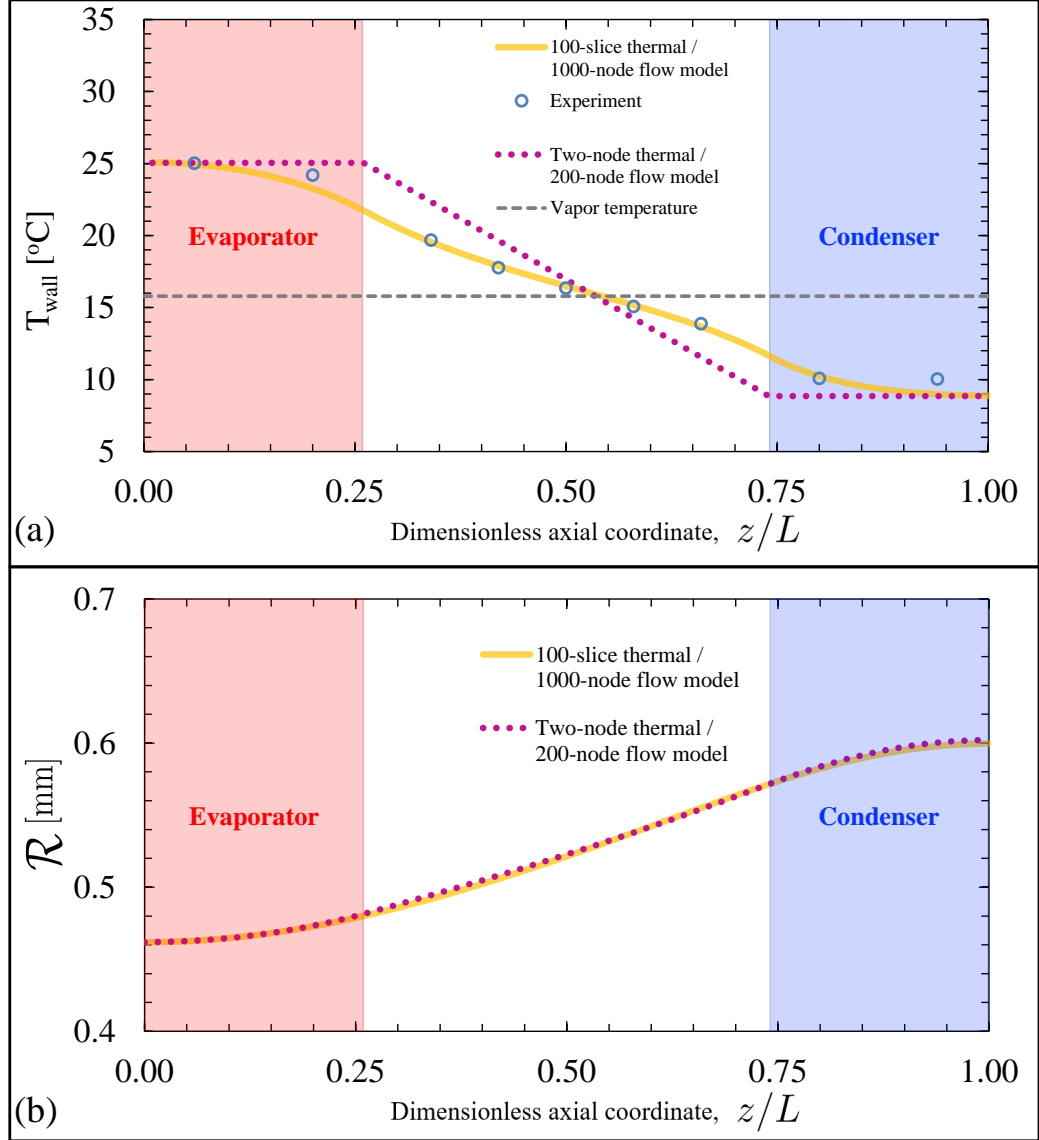 35
30
25
20
15
10
5
T_wall [°C]
100-slice thermal /
1000-node flow model
Experiment
Two-node thermal /
200-node flow model
Vapor temperature
Evaporator
Condenser
0.00 0.25 0.50 0.75 1.00
(a)
Dimensionless axial coordinate, z/L
0.7
0.6
0.5
0.4
ℛ [mm]
100-slice thermal /
1000-node flow model
Two-node thermal /
200-node flow model
Evaporator
Condenser
0.00 0.25 0.50 0.75 1.00
(b)
Dimensionless axial coordinate, z/L